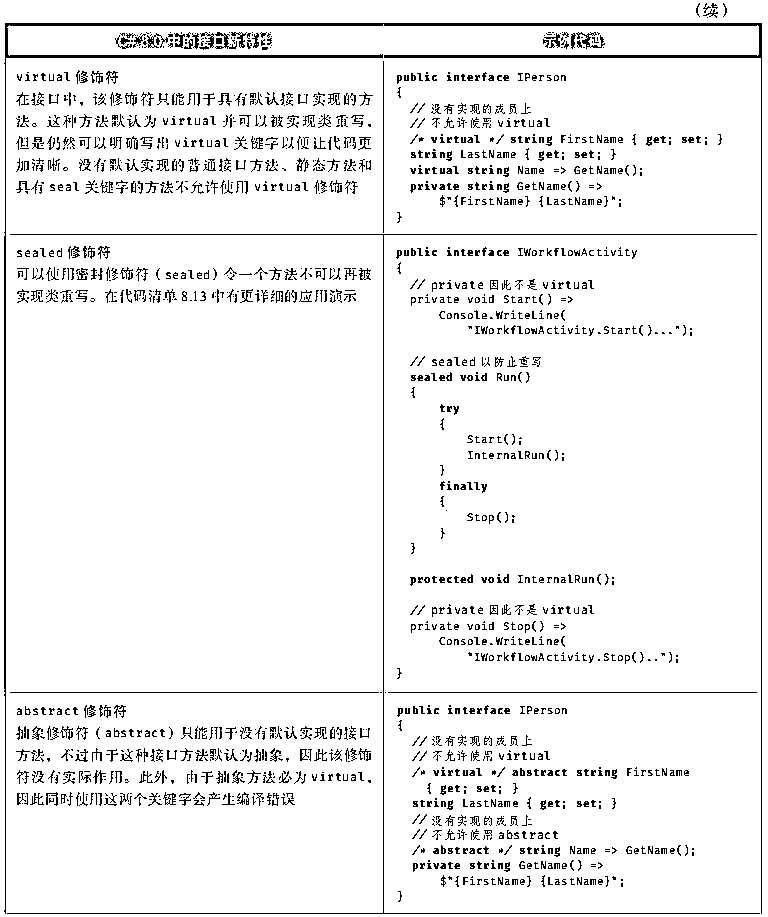 （续）
C# 8.0 中的接口新特性
示例代码
virtual 修饰符
在接口中，该修饰符只能用于具有默认接口实现的方
法。这种方法默认为 virtual 并可以被实现类重写，
但是仍然可以明确写出 virtual 关键字以便让代码更
加清晰。没有默认实现的普通接口方法、静态方法和
具有 seal 关键字的方法不允许使用 virtual 修饰符
public interface IPerson
{
// 没有实现的成员上
// 不允许使用 virtual
/* virtual */ string FirstName { get; set; }
string LastName { get; set; }
virtual string Name => GetName();
private string GetName() =>
$"{FirstName} {LastName}";
}
sealed 修饰符
可以使用密封修饰符（sealed）令一个方法不可以再被
实现类重写。在代码清单 8.13 中有更详细的应用演示
public interface IWorkflowActivity
{
// private 因此不是 virtual
private void Start() =>
Console.WriteLine(
"IWorkflowActivity.Start()...");
// sealed 以防止重写
sealed void Run()
{
try
{
Start();
InternalRun();
}
finally
{
Stop();
}
}
protected void InternalRun();
// private 因此不是 virtual
private void Stop() =>
Console.WriteLine(
"IWorkflowActivity.Stop()..");
}
abstract 修饰符
抽象修饰符（abstract）只能用于没有默认实现的接口
方法，不过由于这种接口方法默认为抽象，因此该修饰
符没有实际作用。此外，由于抽象方法必为 virtual，
因此同时使用这两个关键字会产生编译错误
public interface IPerson
{
// 没有实现的成员上
// 不允许使用 virtual
/* virtual */ abstract string FirstName
{ get; set; }
string LastName { get; set; }
// 没有实现的成员上
// 不允许使用 abstract
/* abstract */ string Name => GetName();
private string GetName() =>
$"{FirstName} {LastName}";
}